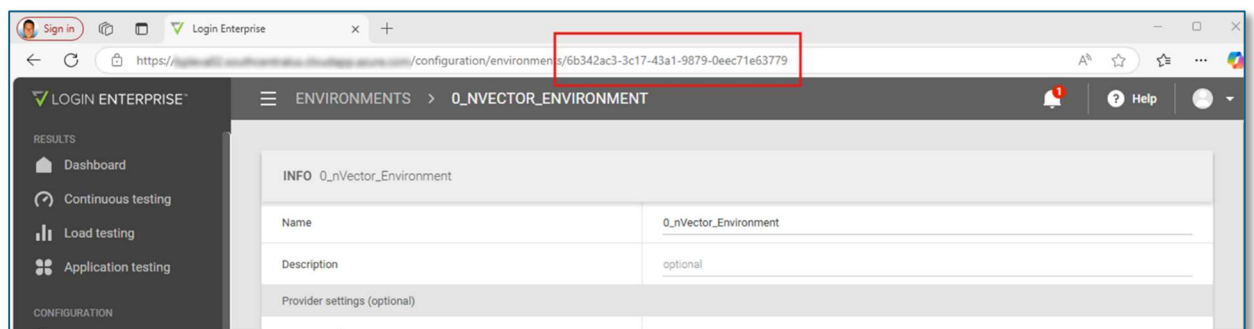 Sign in
Login Enterprise
https:// /configuration/environments/6b342ac3-3c17-43a1-9879-0eec71e63779
LOGIN ENTERPRISE™
ENVIRONMENTS > 0_NVECTOR_ENVIRONMENT
1
Help
RESULTS
Dashboard
Continuous testing
Load testing
Application testing
CONFIGURATION
INFO 0_nVector_Environment
Name
0_nVector_Environment
Description
optional
Provider settings (optional)